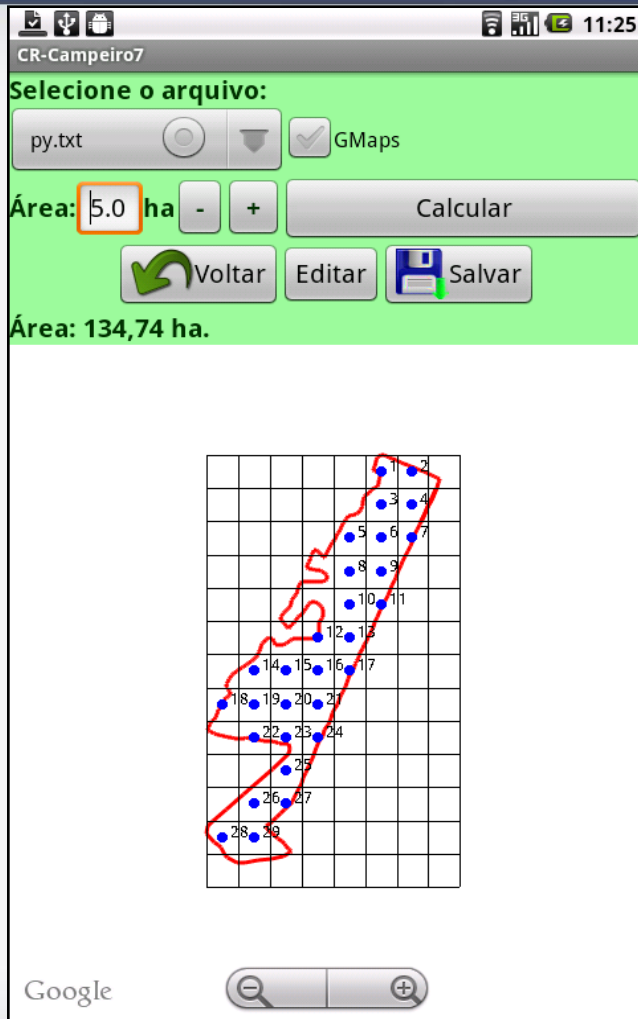 3G 11:25
CR-Campeiro7
Selecione o arquivo:
py.txt GMaps
Área: 5.0 ha - + Calcular
Voltar Editar Salvar
Área: 134,74 ha.
1 2
3 4
5 6 7
8 9
10 11
12 13
14 15 16 17
18 19 20 21
22 23 24
25
26 27
28 29
Google